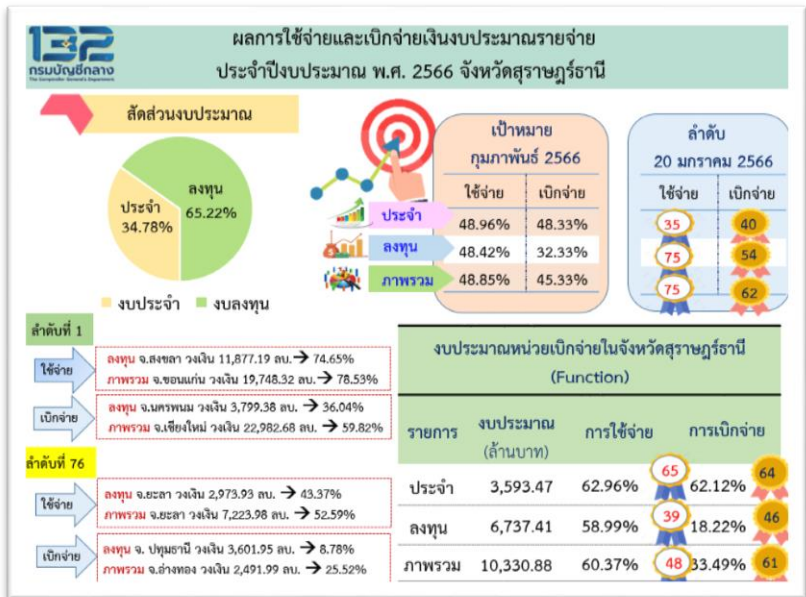 132
กรมบัญชีกลาง
The Comptroller General's Department
ผลการใช้จ่ายและเบิกจ่ายเงินงบประมาณรายจ่าย
ประจำปีงบประมาณ พ.ศ. 2566 จังหวัดสุราษฎร์ธานี
สัดส่วนงบประมาณ
ลงทุน
65.22%
ประจำ
34.78%
งบประจำ งบลงทุน
เป้าหมาย
กุมภาพันธ์ 2566
ใช้จ่าย เบิกจ่าย
ประจำ 48.96% 48.33%
ลงทุน 48.42% 32.33%
ภาพรวม 48.85% 45.33%
ลำดับ
20 มกราคม 2566
ใช้จ่าย เบิกจ่าย
35 40
75 54
75 62
ลำดับที่ 1
ใช้จ่าย
ลงทุน จ.สงขลา วงเงิน 11,877.19 ลบ.→ 74.65%
ภาพรวม จ.ขอนแก่น วงเงิน 19,748.32 ลบ.→ 78.53%
เบิกจ่าย
ลงทุน จ.นครพนม วงเงิน 3,799.38 ลบ.→ 36.04%
ภาพรวม จ.เชียงใหม่ วงเงิน 22,982.68 ลบ.→ 59.82%
ลำดับที่ 76
ใช้จ่าย
ลงทุน จ.ยะลา วงเงิน 2,973.93 ลบ. → 43.37%
ภาพรวม จ.ยะลา วงเงิน 7,223.98 ลบ. → 52.59%
เบิกจ่าย
ลงทุน จ. ปทุมธานี วงเงิน 3,601.95 ลบ.→ 8.78%
ภาพรวม จ.อ่างทอง วงเงิน 2,491.99 ลบ. → 25.52%
งบประมาณหน่วยเบิกจ่ายในจังหวัดสุราษฎร์ธานี
(Function)
รายการ งบประมาณ การใช้จ่าย การเบิกจ่าย
(ล้านบาท)
ประจำ 3,593.47 62.96% 65 62.12% 64
ลงทุน 6,737.41 58.99% 39 18.22% 46
ภาพรวม 10,330.88 60.37% 48 33.49% 61